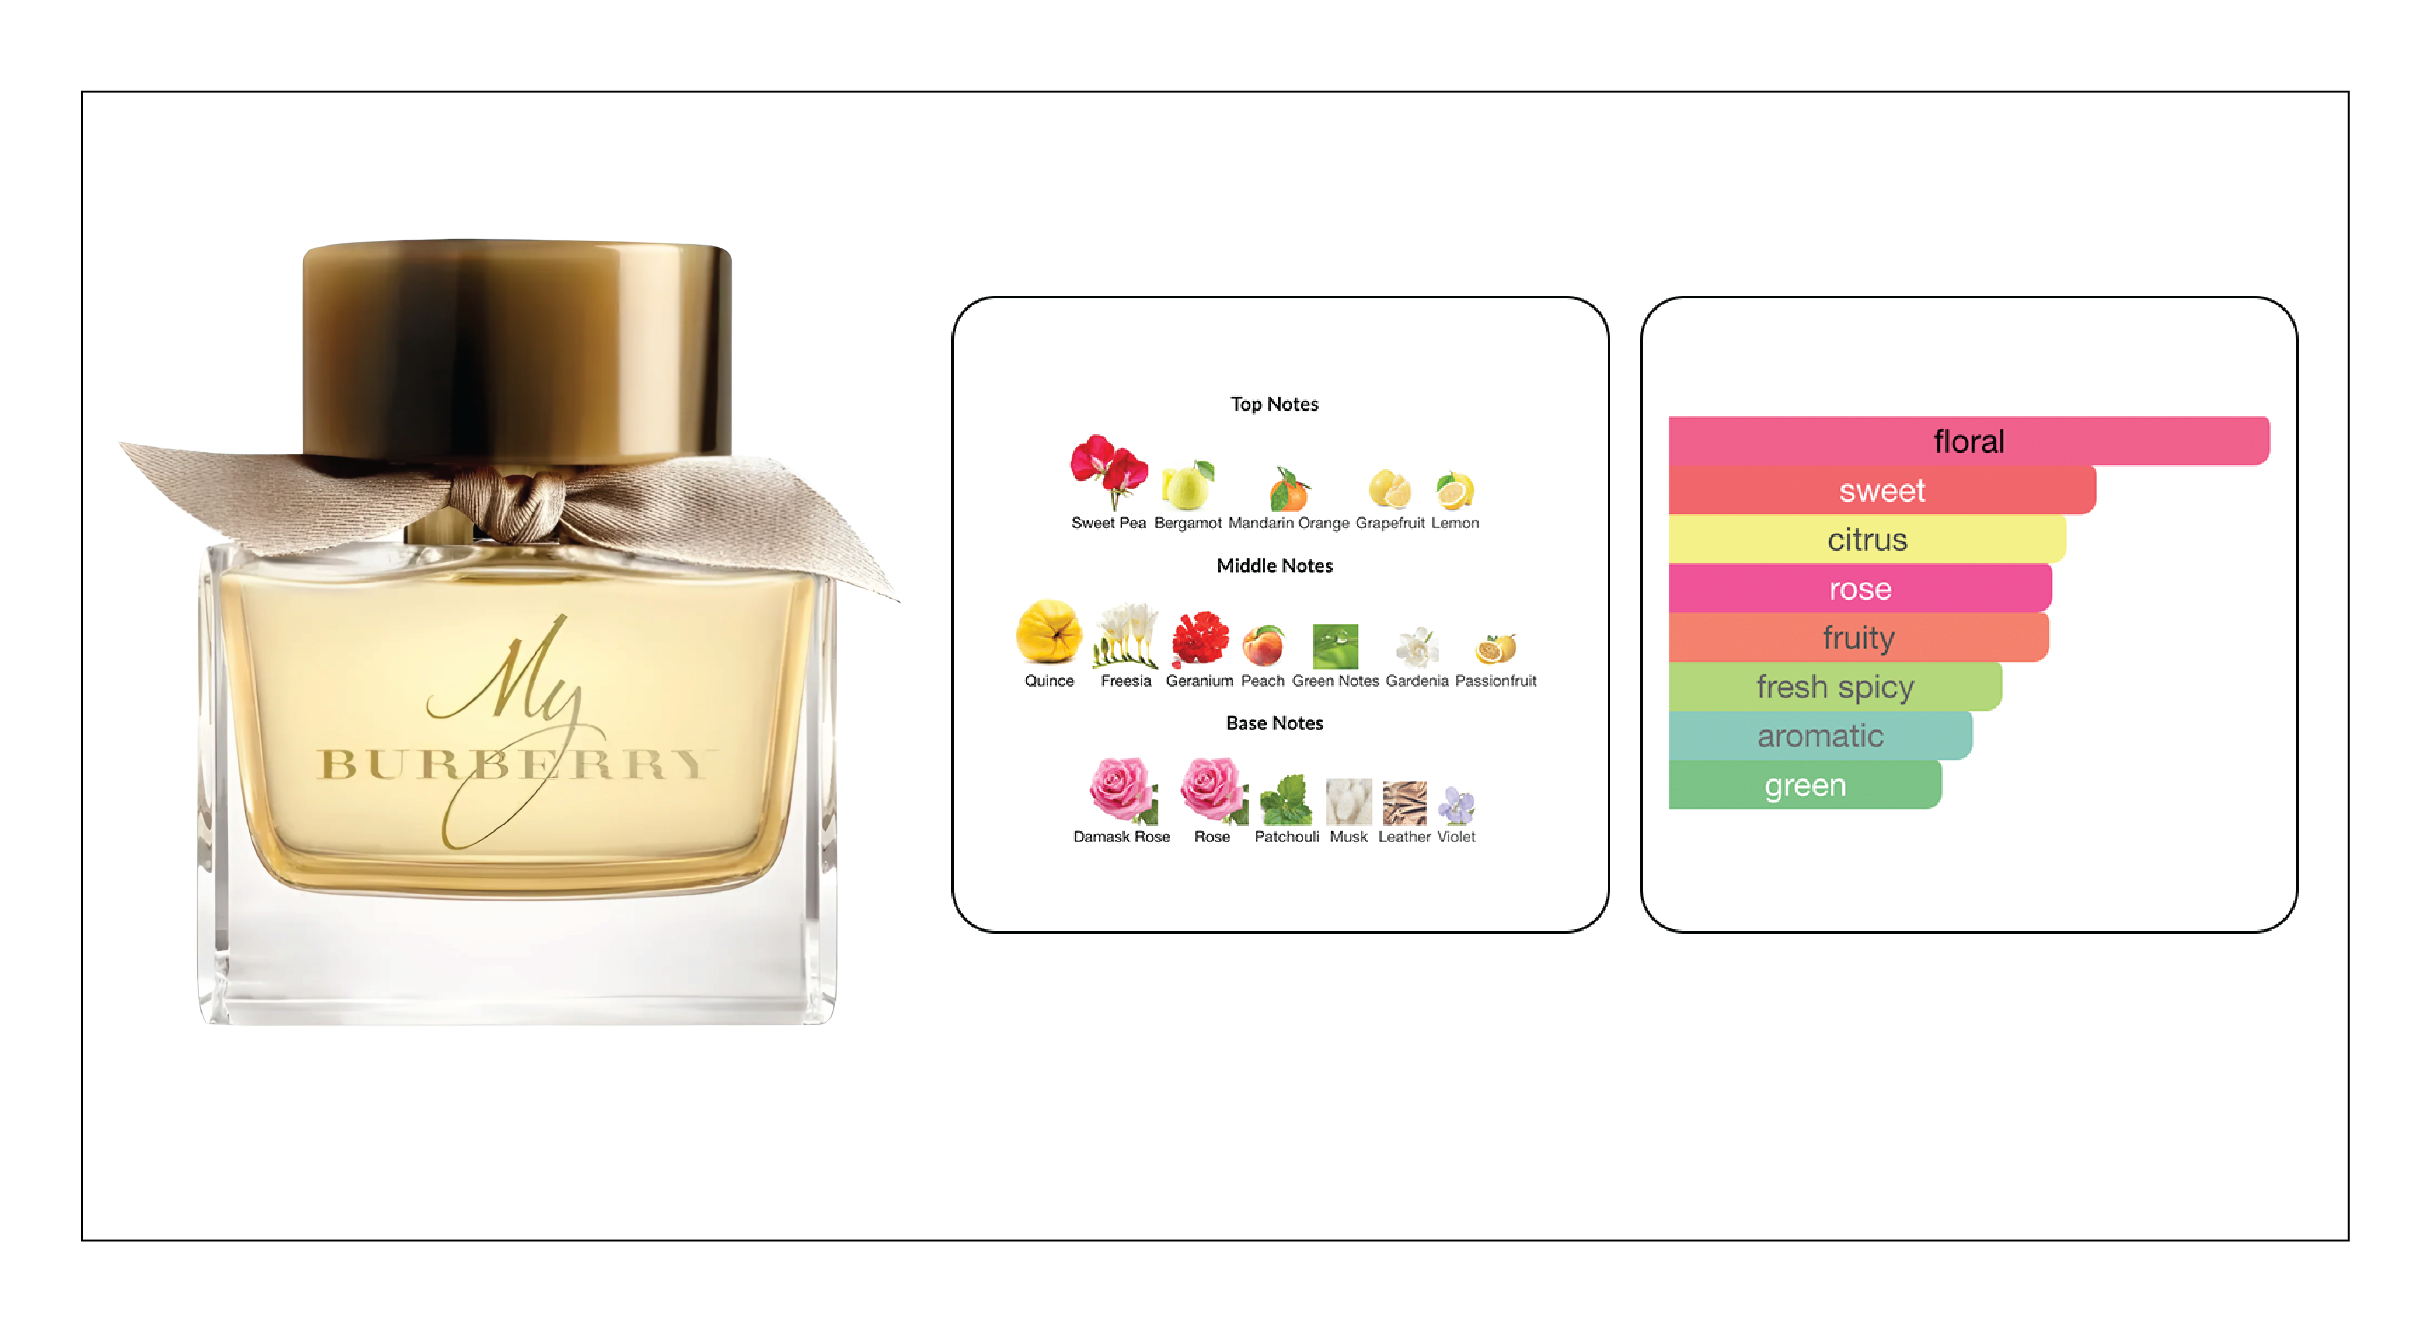 My
BURBERRY
Top Notes
Sweet Pea Bergamot Mandarin Orange Grapefruit Lemon
Middle Notes
Quince Freesia Geranium Peach Green Notes Gardenia Passionfruit
Base Notes
Damask Rose Rose Patchouli Musk Leather Violet
floral
sweet
citrus
rose
fruity
fresh spicy
aromatic
green